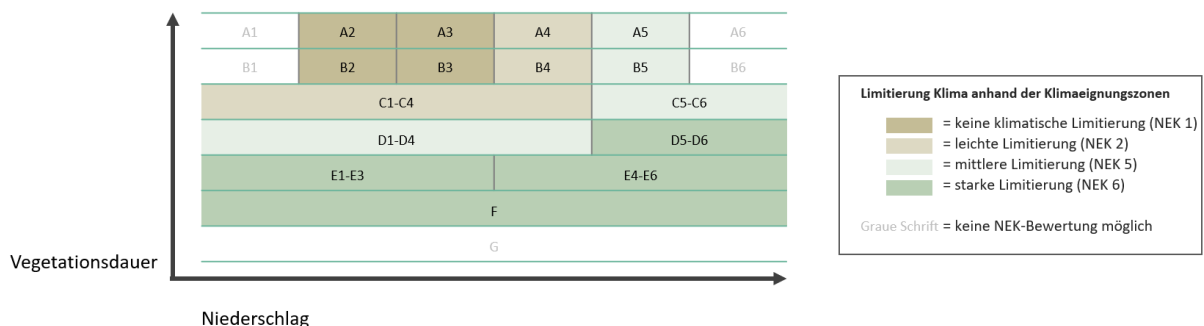 A1 A2 A3 A4 A5 A6
B1 B2 B3 B4 B5 B6
C1-C4 C5-C6
D1-D4 D5-D6
E1-E3 E4-E6
F
G
Vegetationsdauer
Niederschlag
Limitierung Klima anhand der Klimaeignungszonen
= keine klimatische Limitierung (NEK 1)
= leichte Limitierung (NEK 2)
= mittlere Limitierung (NEK 5)
= starke Limitierung (NEK 6)
Graue Schrift = keine NEK-Bewertung möglich